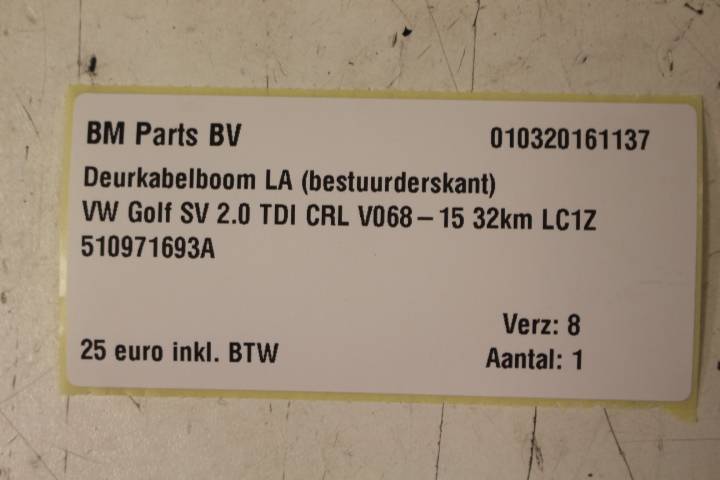 BM Parts BV 010320161137
Deurkabelboom LA (bestuurderskant)
VW Golf SV 2.0 TDI CRL V068-15 32km LC1Z
510971693A
Verz: 8
25 euro inkl. BTW Aantal: 1